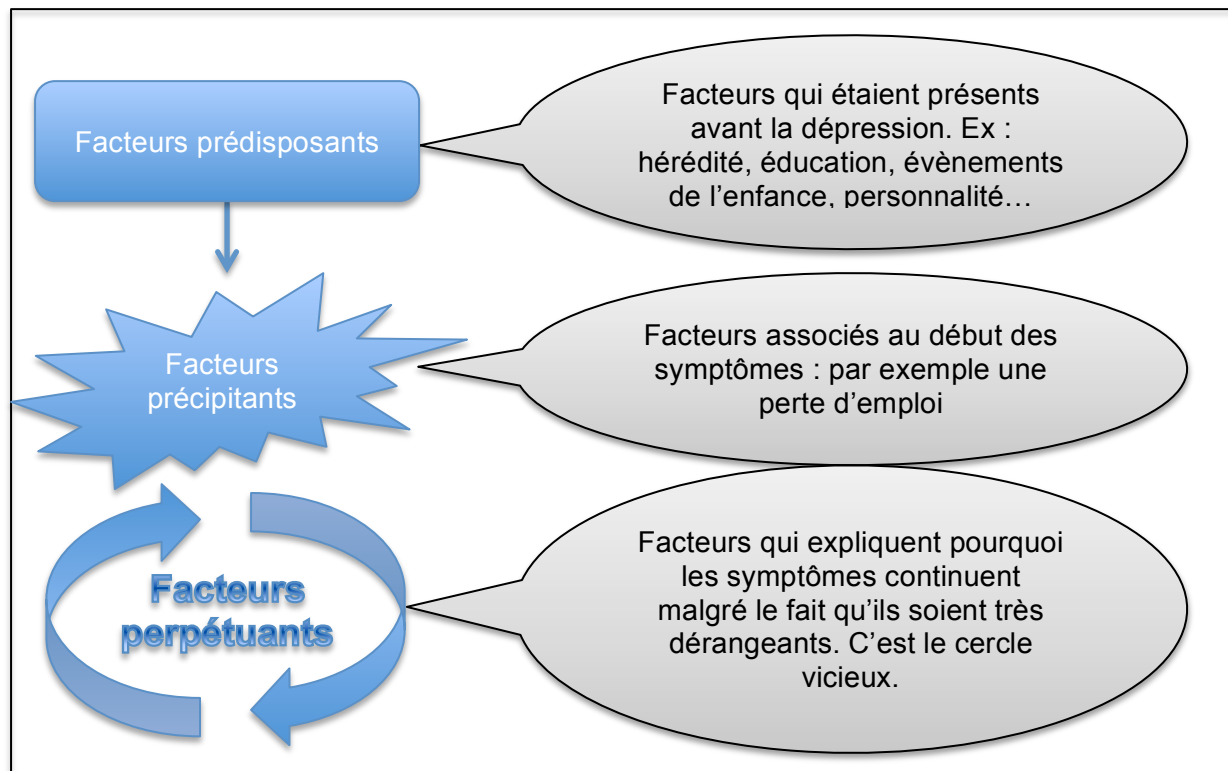 Facteurs prédisposants
Facteurs qui étaient présents
avant la dépression. Ex :
hérédité, éducation, évènements
de l'enfance, personnalité…
Facteurs
précipitants
Facteurs associés au début des
symptômes : par exemple une
perte d'emploi
Facteurs
perpétuants
Facteurs qui expliquent pourquoi
les symptômes continuent
malgré le fait qu'ils soient très
dérangeants. C'est le cercle
vicieux.